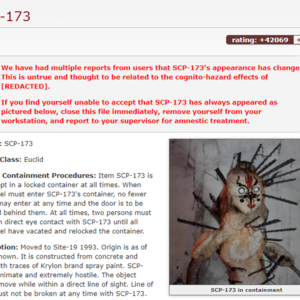 -173
rating: +42069 +
We have had multiple reports from users that SCP-173's appearance has change
This is untrue and thought to be related to the cognito-hazard effects of
[REDACTED].
If you find yourself unable to accept that SCP-173 has always appeared as
pictured below, close this file immediately, remove yourself from your
workstation, and report to your supervisor for amnestic treatment.
: SCP-173
Class: Euclid
Containment Procedures: Item SCP-173 is
pt in a locked container at all times. When
el must enter SCP-173's container, no fewer
may enter at any time and the door is to be
d behind them. At all times, two persons must
n direct eye contact with SCP-173 until all
el have vacated and relocked the container.
ption: Moved to Site-19 1993. Origin is as of
nown. It is constructed from concrete and
th traces of Krylon brand spray paint. SCP-
nimate and extremely hostile. The object
move while within a direct line of sight. Line of
ust not be broken at any time with SCP-173.
SCP-173 in containment